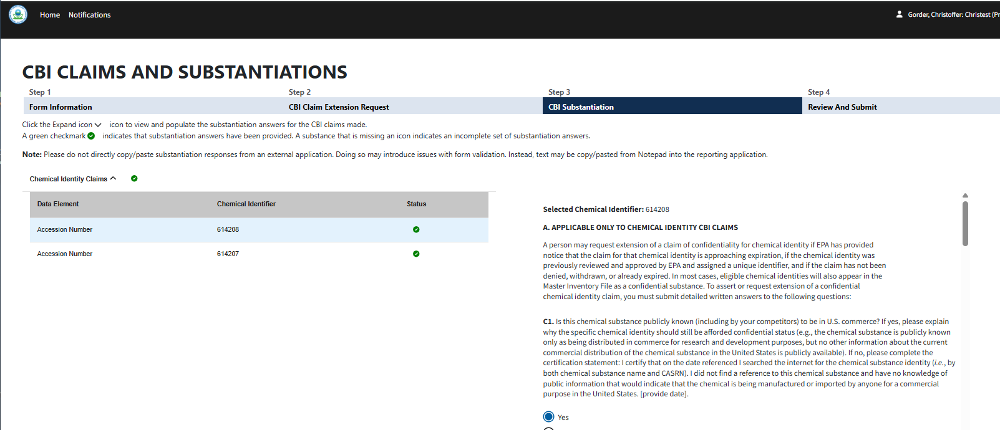 Home Notifications
Gorder, Christoffer: Christest (Pr
CBI CLAIMS AND SUBSTANTIATIONS
Step 1 Step 2 Step 3 Step 4
Form Information CBI Claim Extension Request CBI Substantiation Review And Submit
Click the Expand icon icon to view and populate the substantiation answers for the CBI claims made.
A green checkmark indicates that substantiation answers have been provided. A substance that is missing an icon indicates an incomplete set of substantiation answers.
Note: Please do not directly copy/paste substantiation responses from an external application. Doing so may introduce issues with form validation. Instead, text may be copy/pasted from Notepad into the reporting application.
Chemical Identity Claims
Data Element Chemical Identifier Status
Accession Number 614208
Accession Number 614207
Selected Chemical Identifier: 614208
A. APPLICABLE ONLY TO CHEMICAL IDENTITY CBI CLAIMS
A person may request extension of a claim of confidentiality for chemical identity if EPA has provided
notice that the claim for that chemical identity is approaching expiration, if the chemical identity was
previously reviewed and approved by EPA and assigned a unique identifier, and if the claim has not been
denied, withdrawn, or already expired. In most cases, eligible chemical identities will also appear in the
Master Inventory File as a confidential substance. To assert or request extension of a confidential
chemical identity claim, you must submit detailed written answers to the following questions:
C1. Is this chemical substance publicly known (including by your competitors) to be in U.S. commerce? If yes, please explain
why the specific chemical identity should still be afforded confidential status (e.g., the chemical substance is publicly known
only as being distributed in commerce for research and development purposes, but no other information about the current
commercial distribution of the chemical substance in the United States is publicly available). If no, please complete the
certification statement: I certify that on the date referenced I searched the internet for the chemical substance identity (i.e., by
both chemical substance name and CASRN). I did not find a reference to this chemical substance and have no knowledge of
public information that would indicate that the chemical is being manufactured or imported by anyone for a commercial
purpose in the United States. [provide date].
Yes